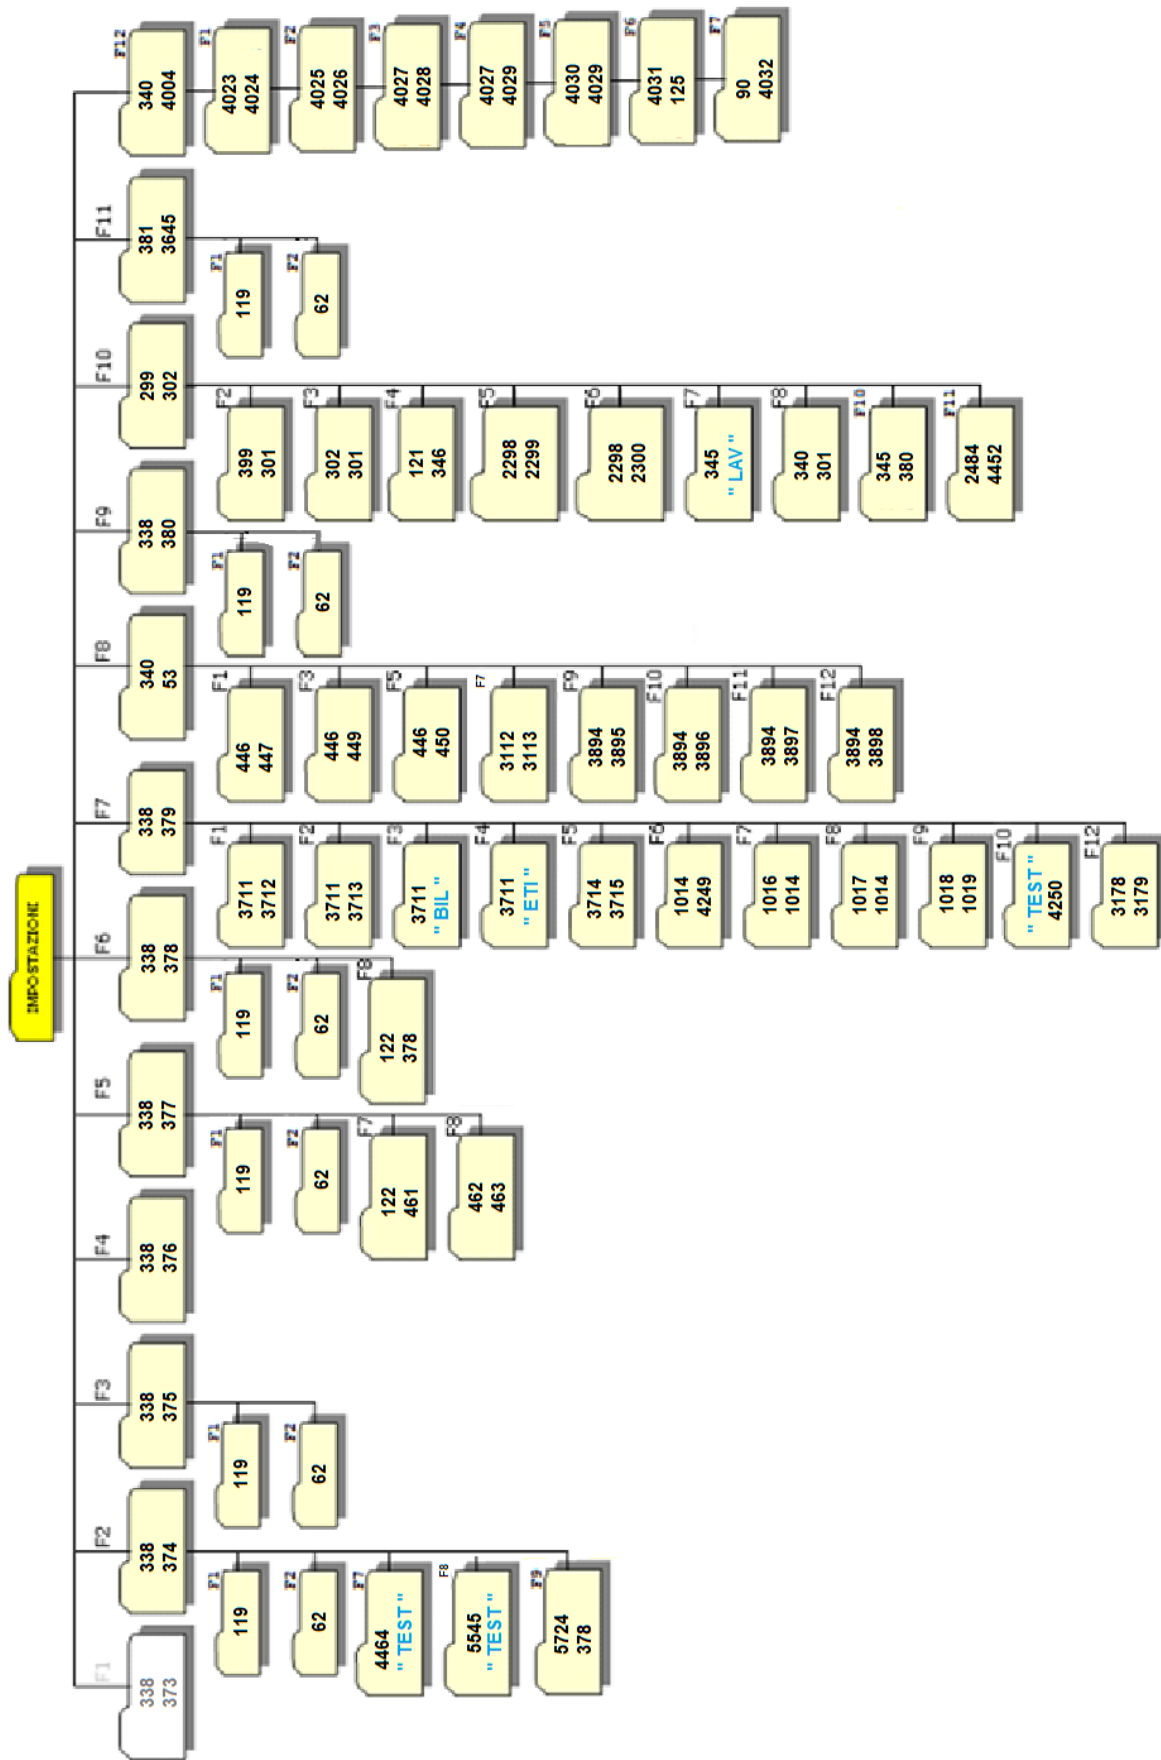 IMPOSTAZIONI
F1
338
373
F2
338
374
F1
119
F2
62
F7
4464
" TEST "
F8
5545
" TEST "
F9
5724
378
F3
338
375
F1
119
F2
62
F4
338
376
F5
338
377
F1
119
F2
62
F7
122
461
F8
462
463
F6
338
378
F1
119
F2
62
F8
122
378
F7
338
379
F1
3711
3712
F2
3711
3713
F3
3711
" BIL "
F4
3711
" ETI "
F5
3714
3715
F6
1014
4249
F7
1016
1014
F8
1017
1014
F9
1018
1019
F10
" TEST "
4250
F12
3178
3179
F8
340
53
F1
446
447
F3
446
449
F5
446
450
F7
3112
3113
F9
3894
3895
F10
3894
3896
F11
3894
3897
F12
3894
3898
F9
338
380
F1
119
F2
62
F10
299
302
F2
399
301
F3
302
301
F4
121
346
F5
2298
2299
F6
2298
2300
F7
345
" LAV "
F8
340
301
F10
345
380
F11
2484
4452
F11
381
3645
F1
119
F2
62
F12
340
4004
F1
4023
4024
F2
4025
4026
F3
4027
4028
F4
4027
4029
F5
4030
4029
F6
4031
125
F7
90
4032